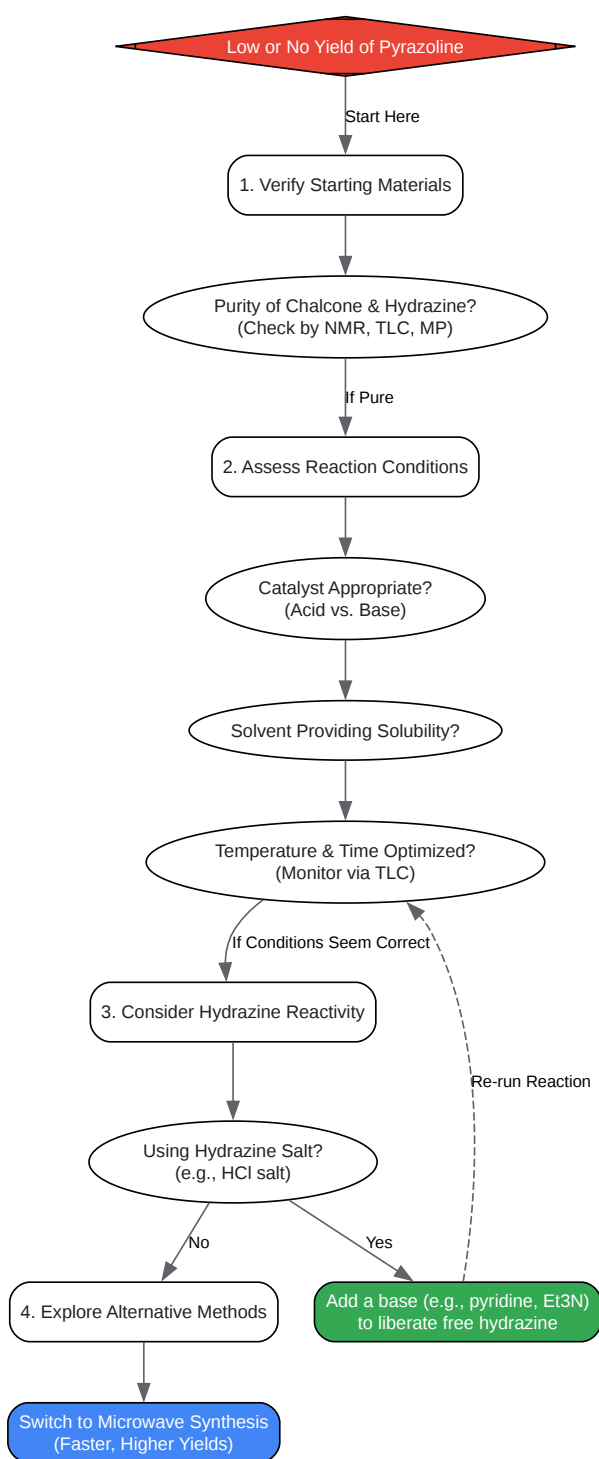 Low or No Yield of Pyrazoline
Start Here
1. Verify Starting Materials
Purity of Chalcone & Hydrazine?
(Check by NMR, TLC, MP)
If Pure
2. Assess Reaction Conditions
Catalyst Appropriate?
(Acid vs. Base)
Solvent Providing Solubility?
Temperature & Time Optimized?
(Monitor via TLC)
If Conditions Seem Correct
3. Consider Hydrazine Reactivity
Re-run Reaction
Using Hydrazine Salt?
(e.g., HCl salt)
No
Yes
4. Explore Alternative Methods
Add a base (e.g., pyridine, Et3N)
to liberate free hydrazine
Switch to Microwave Synthesis
(Faster, Higher Yields)